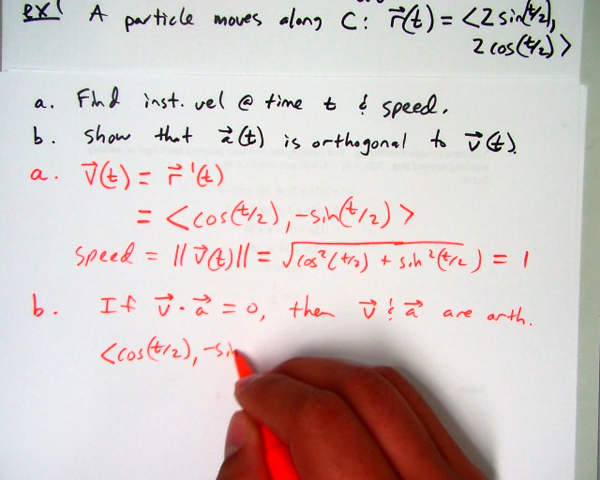 ex A particle moves along C: r⃗(t) = <2 sin(t/2),
2 cos(t/2)>
a. Find inst. vel @ time t & speed.
b. show that a⃗(t) is orthogonal to v⃗(t).
a. v⃗(t) = r⃗'(t)
= <cos(t/2), -sin(t/2)>
speed = ||v⃗(t)|| = √(cos²(t/2) + sin²(t/2)) = 1
b. If v⃗ · a⃗ = 0, then v⃗ & a⃗ are orth.
<cos(t/2), -sin